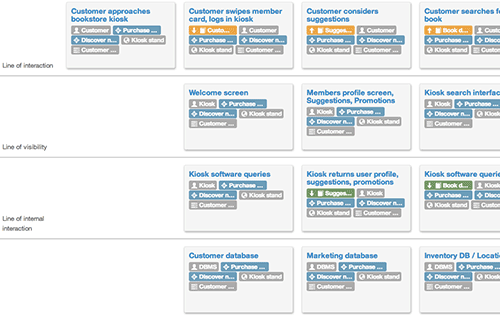 Customer approaches
bookstore kiosk
Customer Purchase ...
Discover n... Kiosk stand
Customer ...
Customer swipes member
card, logs in kiosk
Custo... Customer
Purchase ... Discover n...
Kiosk stand Customer ...
Customer considers
suggestions
Sugges... Customer
Purchase ... Discover n...
Kiosk stand Customer ...
Customer searches fo
book
Book d...
Purchase ...
Kiosk stand
Line of interaction
Welcome screen
Kiosk Purchase ...
Discover n... Kiosk stand
Customer ...
Members profile screen,
Suggestions, Promotions
Kiosk Purchase ...
Discover n... Kiosk stand
Customer ...
Kiosk search interfac
Kiosk
Discover n...
Customer ...
Line of visibility
Kiosk software queries
Kiosk Purchase ...
Discover n... Kiosk stand
Customer ...
Kiosk returns user profile,
suggestions, promotions
Sugges... Kiosk
Purchase ... Discover n...
Kiosk stand Customer ...
Kiosk software querie
Book d...
Purchase ...
Kiosk stand
Line of internal
interaction
Customer database
DBMS Purchase ...
Discover n... Kiosk stand
Customer ...
Marketing database
DBMS Purchase ...
Discover n... Kiosk stand
Customer ...
Inventory DB / Locatio
DBMS
Discover n...
Customer ...